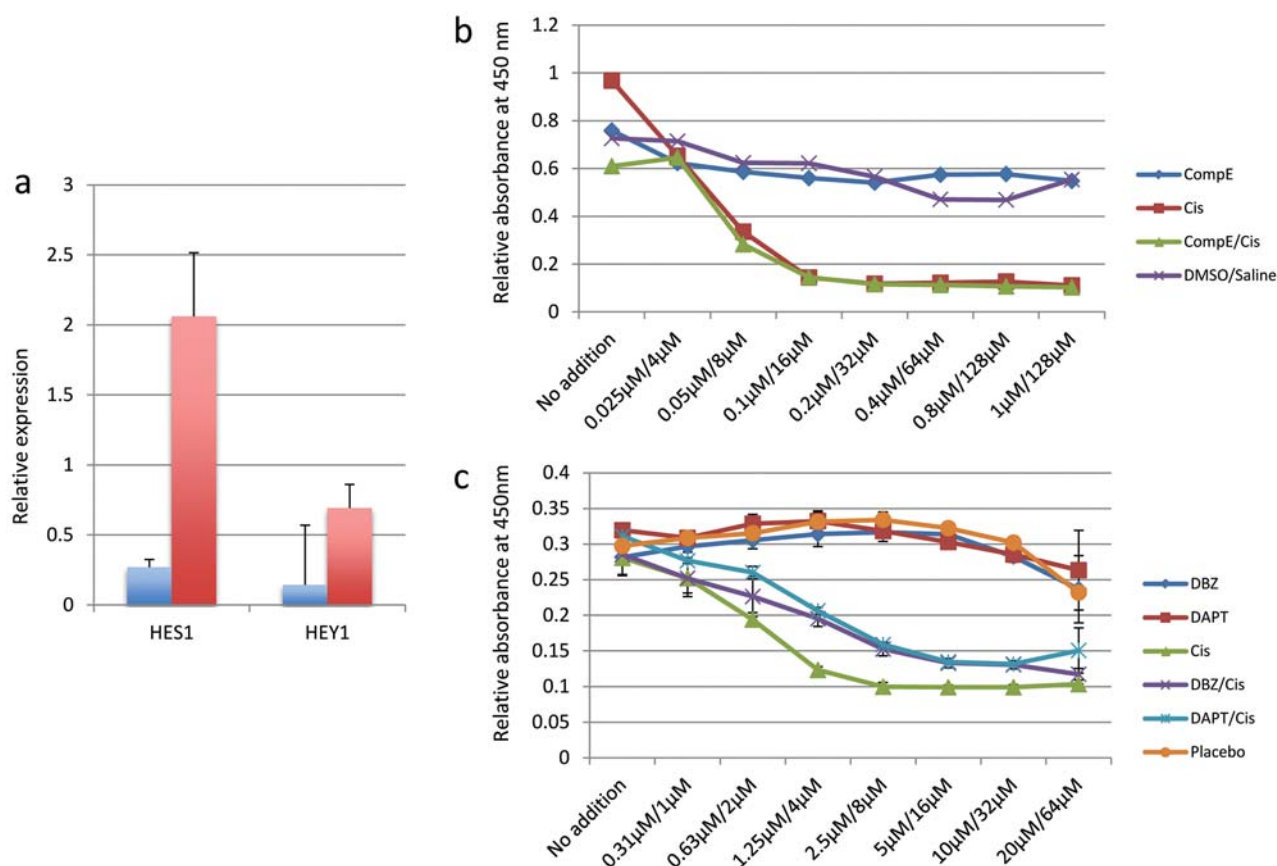 a
3
2.5
2
1.5
1
0.5
0
Relative expression
HES1 HEY1
b
1.2
1
0.8
0.6
0.4
0.2
0
Relative absorbance at 450 nm
No addition
0.025μM/4μM
0.05μM/8μM
0.1μM/16μM
0.2μM/32μM
0.4μM/64μM
0.8μM/128μM
1μM/128μM
CompE
Cis
CompE/Cis
DMSO/Saline
c
0.4
0.35
0.3
0.25
0.2
0.15
0.1
0.05
0
Relative absorbance at 450nm
No addition
0.31μM/1μM
0.63μM/2μM
1.25μM/4μM
2.5μM/8μM
5μM/16μM
10μM/32μM
20μM/64μM
DBZ
DAPT
Cis
DBZ/Cis
DAPT/Cis
Placebo